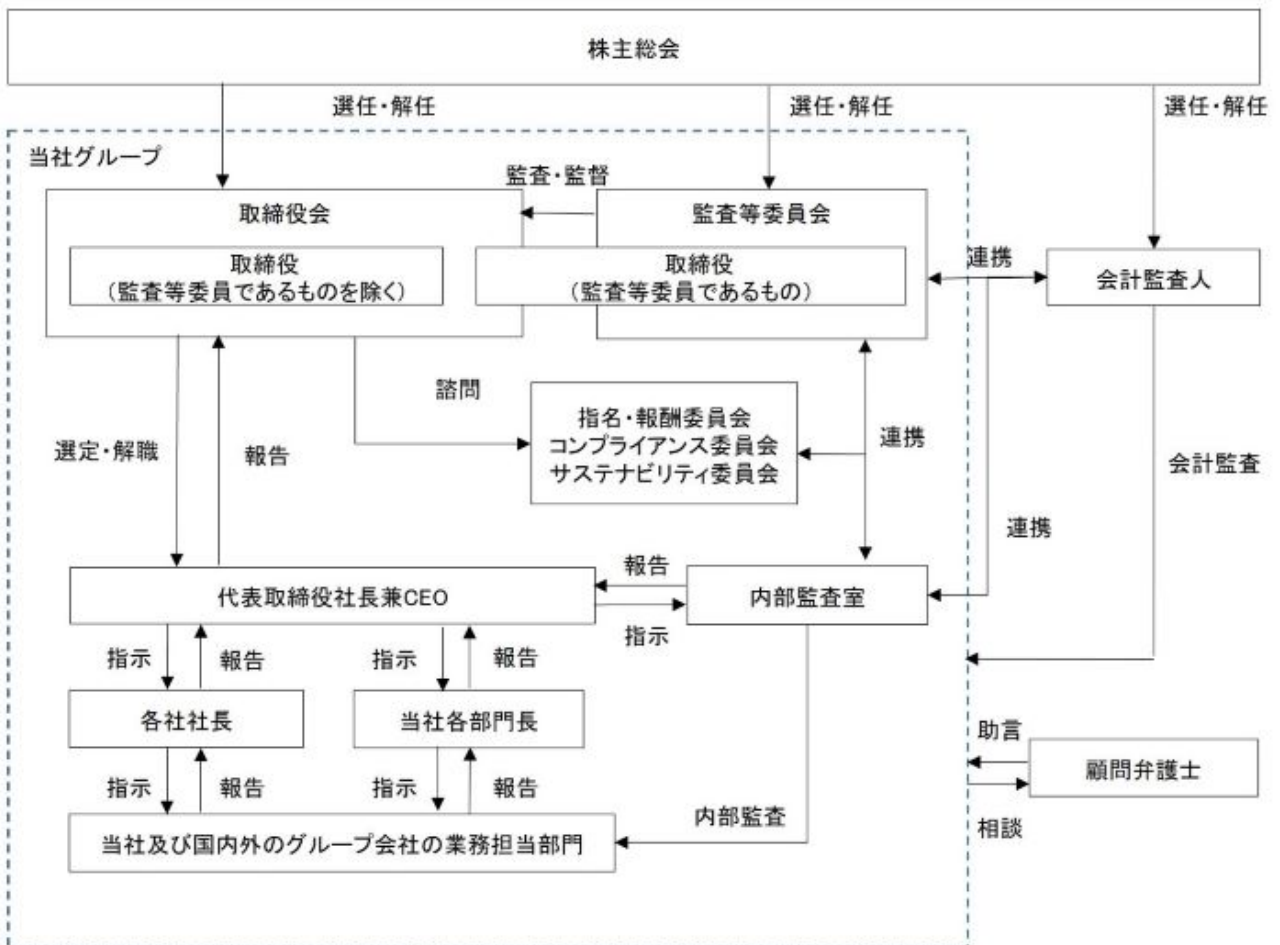 株主総会
選任・解任
選任・解任
選任・解任
当社グループ
監査・監督
取締役会
監査等委員会
取締役
(監査等委員であるものを除く)
取締役
(監査等委員であるもの)
連携
会計監査人
諮問
指名・報酬委員会
コンプライアンス委員会
サステナビリティ委員会
選定・解職
報告
連携
会計監査
連携
代表取締役社長兼CEO
報告
指示
内部監査室
指示
報告
指示
報告
各社社長
当社各部門長
助言
顧問弁護士
相談
指示
報告
指示
報告
内部監査
当社及び国内外のグループ会社の業務担当部門